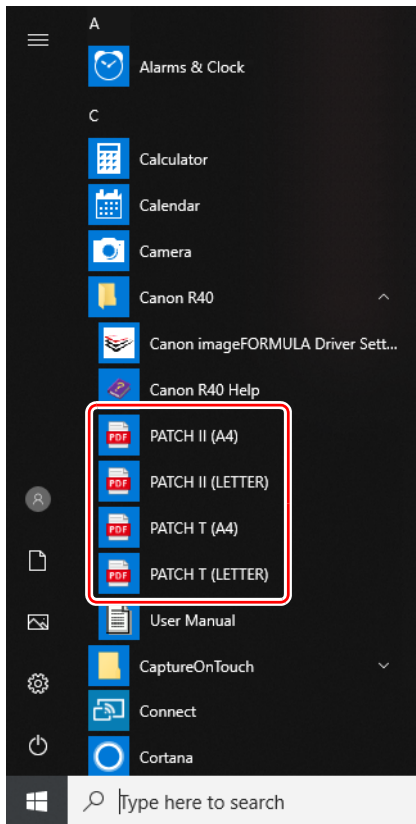 A
Alarms & Clock
C
Calculator
Calendar
Camera
Canon R40
Canon imageFORMULA Driver Sett...
Canon R40 Help
PDF PATCH II (A4)
PDF PATCH II (LETTER)
PDF PATCH T (A4)
PDF PATCH T (LETTER)
User Manual
CaptureOnTouch
Connect
Cortana
Type here to search